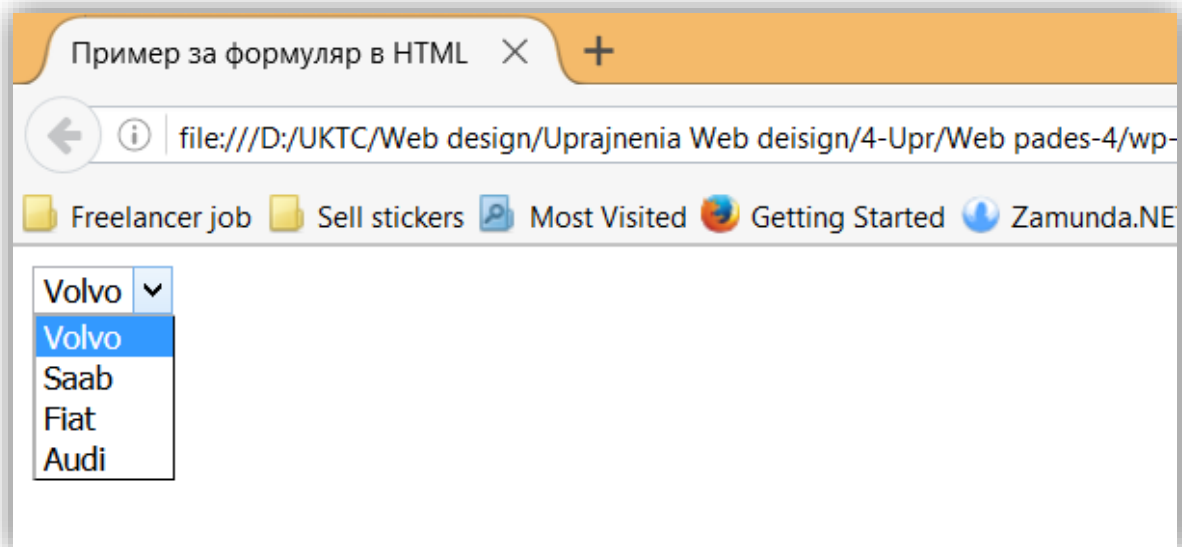 Пример за формуляр в HTML
file:///D:/UKTC/Web design/Uprajnenia Web deisign/4-Upr/Web pades-4/wp-
Freelancer job Sell stickers Most Visited Getting Started Zamunda.NE
Volvo
Volvo
Saab
Fiat
Audi